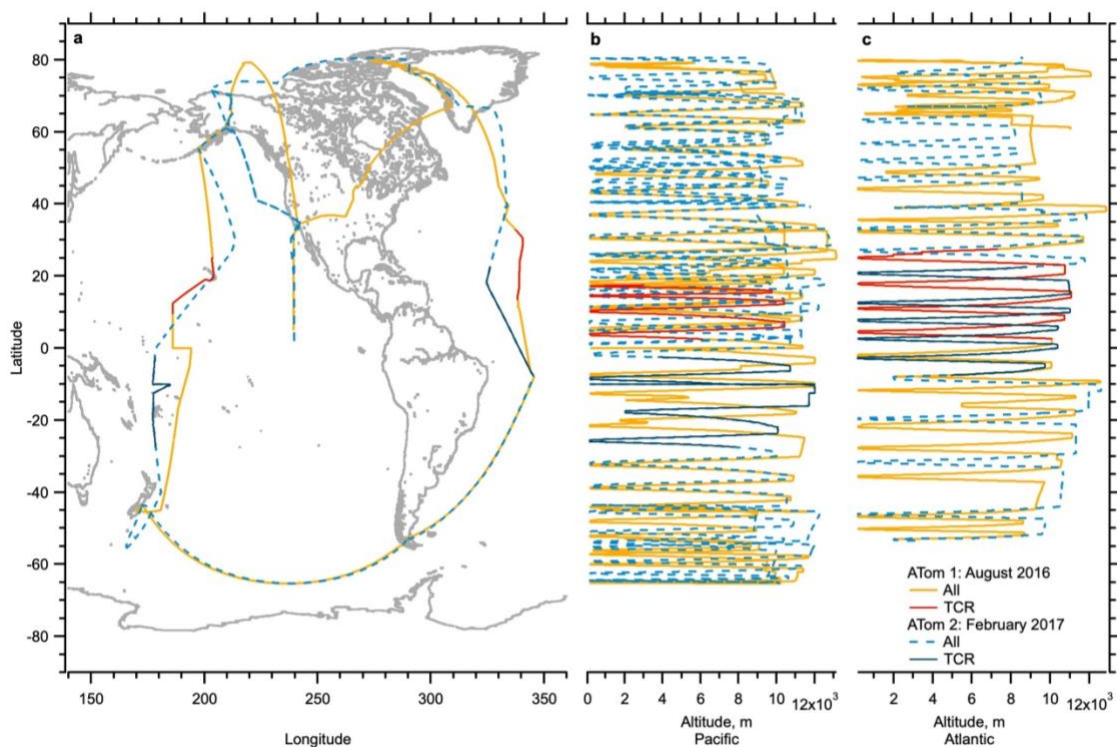 a
b
c
80
60
40
20
0
-20
-40
-60
-80
Latitude
150
200
250
300
350
Longitude
0
2
4
6
8
10
12x10³
Altitude, m
Pacific
2
4
6
8
10
12x10³
Altitude, m
Atlantic
ATom 1: August 2016
All
TCR
ATom 2: February 2017
All
TCR